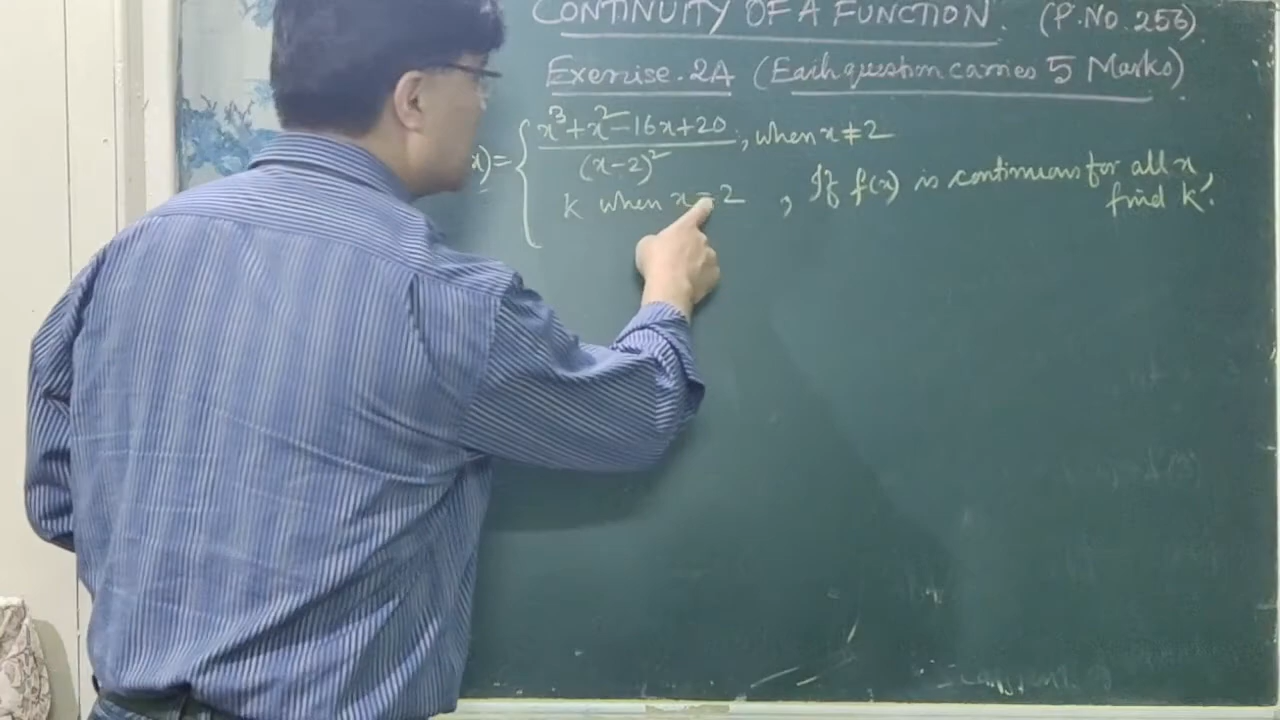 CONTINUITY OF A FUNCTION. (P.No.256).
Exercise.2A (Each question carries 5 Marks)
x)= { x³+x²-16x+20 / (x-2)² ; when x≠2
k when x=2 , If f(x) is continuous for all x,
find k?